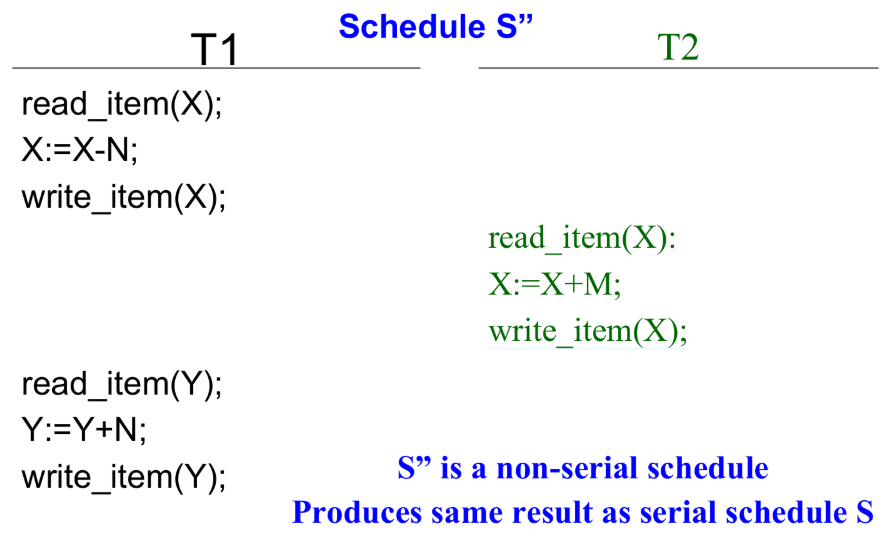 Schedule S”
T1
T2
read_item(X);
X:=X-N;
write_item(X);
read_item(X):
X:=X+M;
write_item(X);
read_item(Y);
Y:=Y+N;
write_item(Y);
S” is a non-serial schedule
Produces same result as serial schedule S